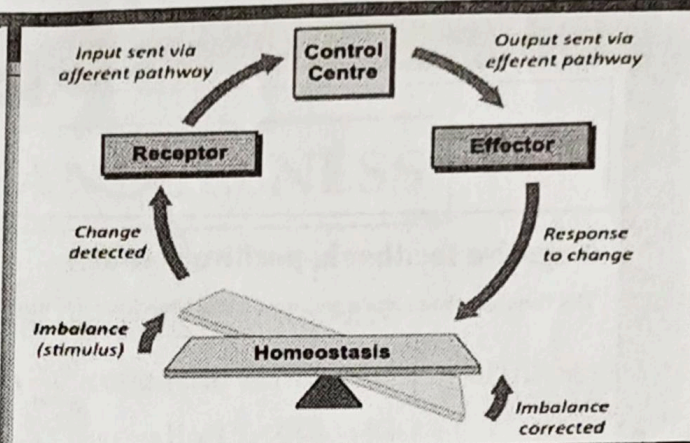 Input sent via
afferent pathway
Control
Centre
Output sent via
efferent pathway
Receptor
Effector
Change
detected
Response
to change
Imbalance
(stimulus)
Homeostasis
Imbalance
corrected